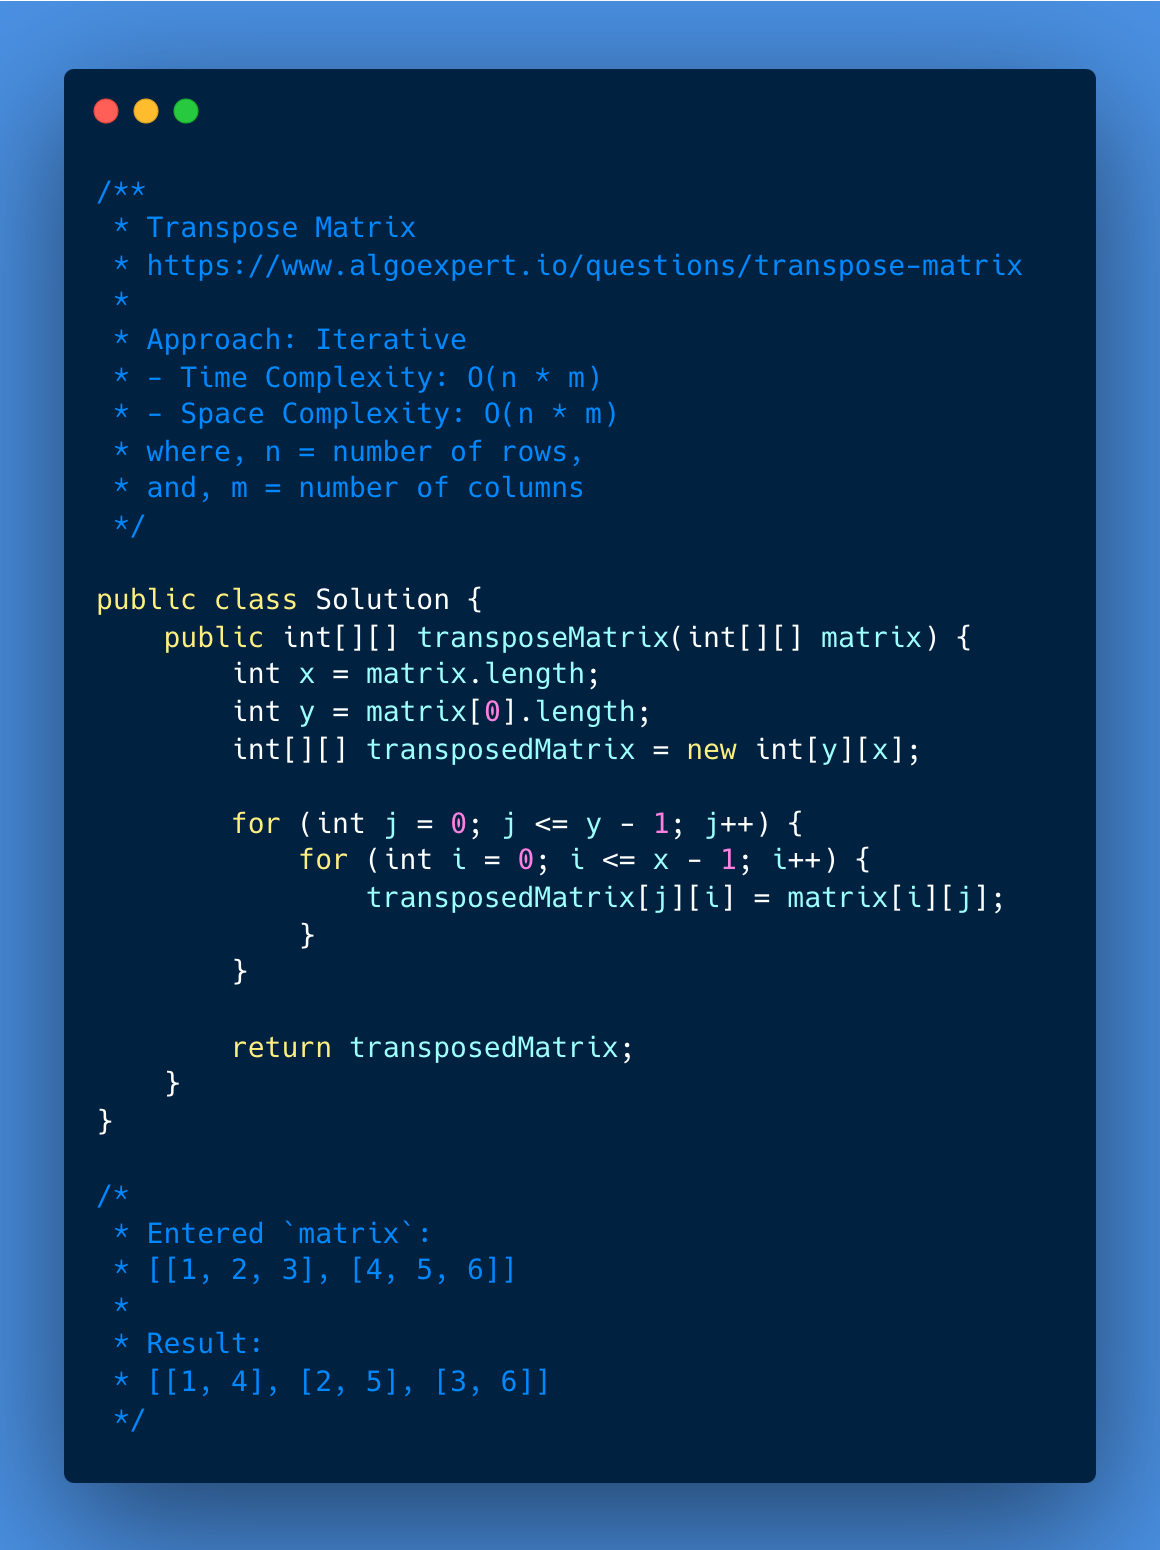 /**
 * Transpose Matrix
 * https://www.algoexpert.io/questions/transpose-matrix
 *
 * Approach: Iterative
 * - Time Complexity: O(n * m)
 * - Space Complexity: O(n * m)
 * where, n = number of rows,
 * and, m = number of columns
 */

public class Solution {
    public int[][] transposeMatrix(int[][] matrix) {
        int x = matrix.length;
        int y = matrix[0].length;
        int[][] transposedMatrix = new int[y][x];

        for (int j = 0; j <= y - 1; j++) {
            for (int i = 0; i <= x - 1; i++) {
                transposedMatrix[j][i] = matrix[i][j];
            }
        }

        return transposedMatrix;
    }
}

/*
 * Entered `matrix`:
 * [[1, 2, 3], [4, 5, 6]]
 *
 * Result:
 * [[1, 4], [2, 5], [3, 6]]
 */